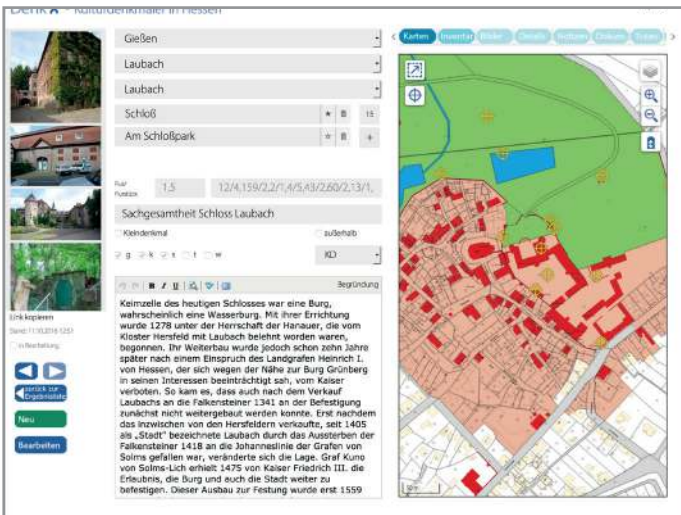 DenkX - Kulturdenkmäler in Hessen
Gießen
Laubach
Laubach
Schloß
15
Am Schloßpark
+
Flur/
Flurstück
1,5
12/4,159/2,2/1,4/5,43/2,60/2,13/1,
Sachgesamtheit Schloss Laubach
Kleindenkmal
außerhalb
g k s t w
KD
B I U
Begründung
Keimzelle des heutigen Schlosses war eine Burg,
wahrscheinlich eine Wasserburg. Mit ihrer Errichtung
wurde 1278 unter der Herrschaft der Hanauer, die vom
Kloster Hersfeld mit Laubach belehnt worden waren,
begonnen. Ihr Weiterbau wurde jedoch schon zehn Jahre
später nach einem Einspruch des Landgrafen Heinrich I.
von Hessen, der sich wegen der Nähe zur Burg Grünberg
in seinen Interessen beeinträchtigt sah, vom Kaiser
verboten. So kam es, dass auch nach dem Verkauf
Laubachs an die Falkensteiner 1341 an der Befestigung
zunächst nicht weitergebaut werden konnte. Erst nachdem
das inzwischen von den Hersfeldern verkaufte, seit 1405
als „Stadt" bezeichnete Laubach durch das Aussterben der
Falkensteiner 1418 an die Johanneslinie der Grafen von
Solms gefallen war, veränderte sich die Lage. Graf Kuno
von Solms-Lich erhielt 1475 von Kaiser Friedrich III. die
Erlaubnis, die Burg und auch die Stadt weiter zu
befestigen. Dieser Ausbau zur Festung wurde erst 1559
Link kopieren
Stand: 11.10.2016 12:51
in Bearbeitung
zurück zur
Ergebnisliste
Neu
Bearbeiten
Karten
Inventar
Bilder
Details
Notizen